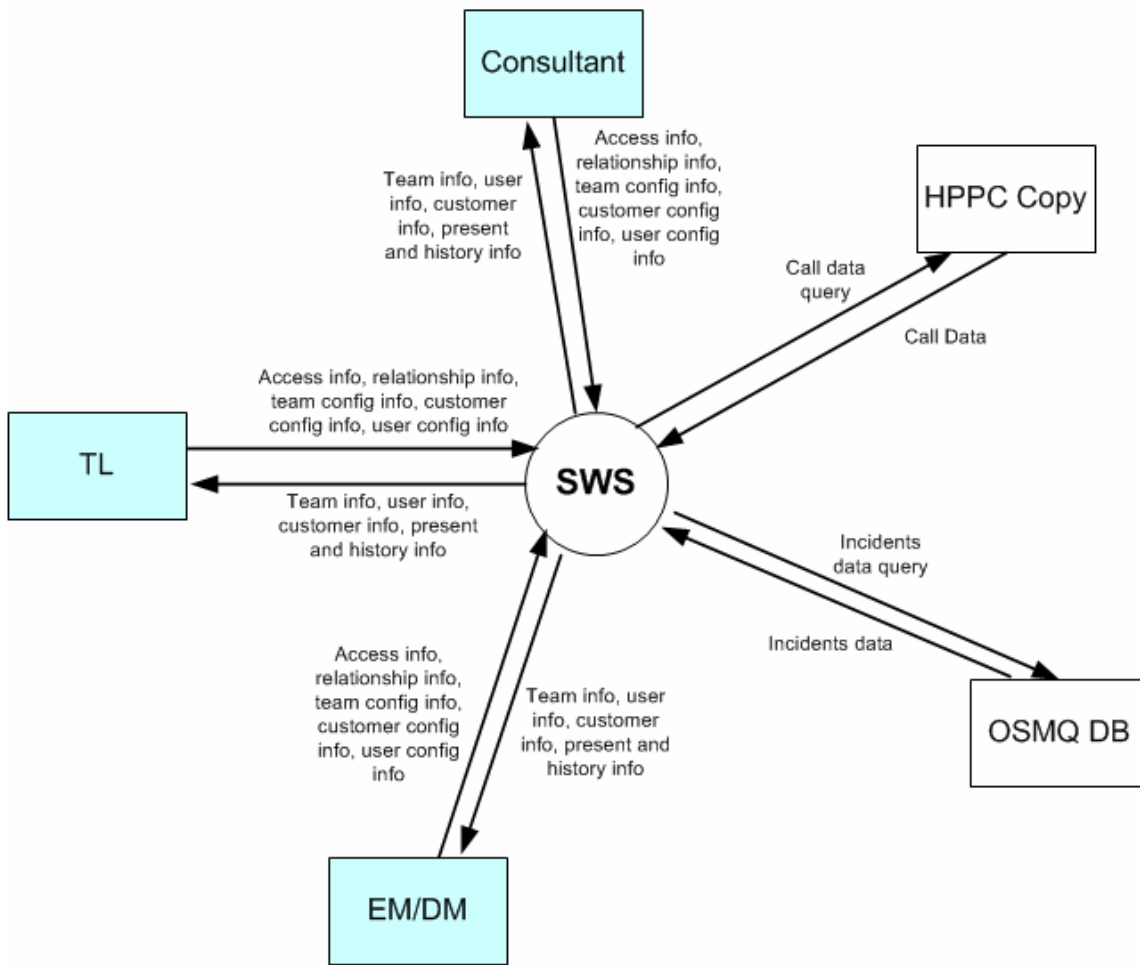 Consultant
Team info, user
info, customer
info, present
and history info
Access info,
relationship info,
team config info,
customer config
info, user config
info
HPPC Copy
Call data
query
Call Data
Access info, relationship info,
team config info, customer
config info, user config info
TL
SWS
Team info, user info,
customer info, present
and history info
Incidents
data query
Incidents data
OSMQ DB
Access info,
relationship info,
team config info,
customer config
info, user config
info
Team info, user
info, customer
info, present and
history info
EM/DM